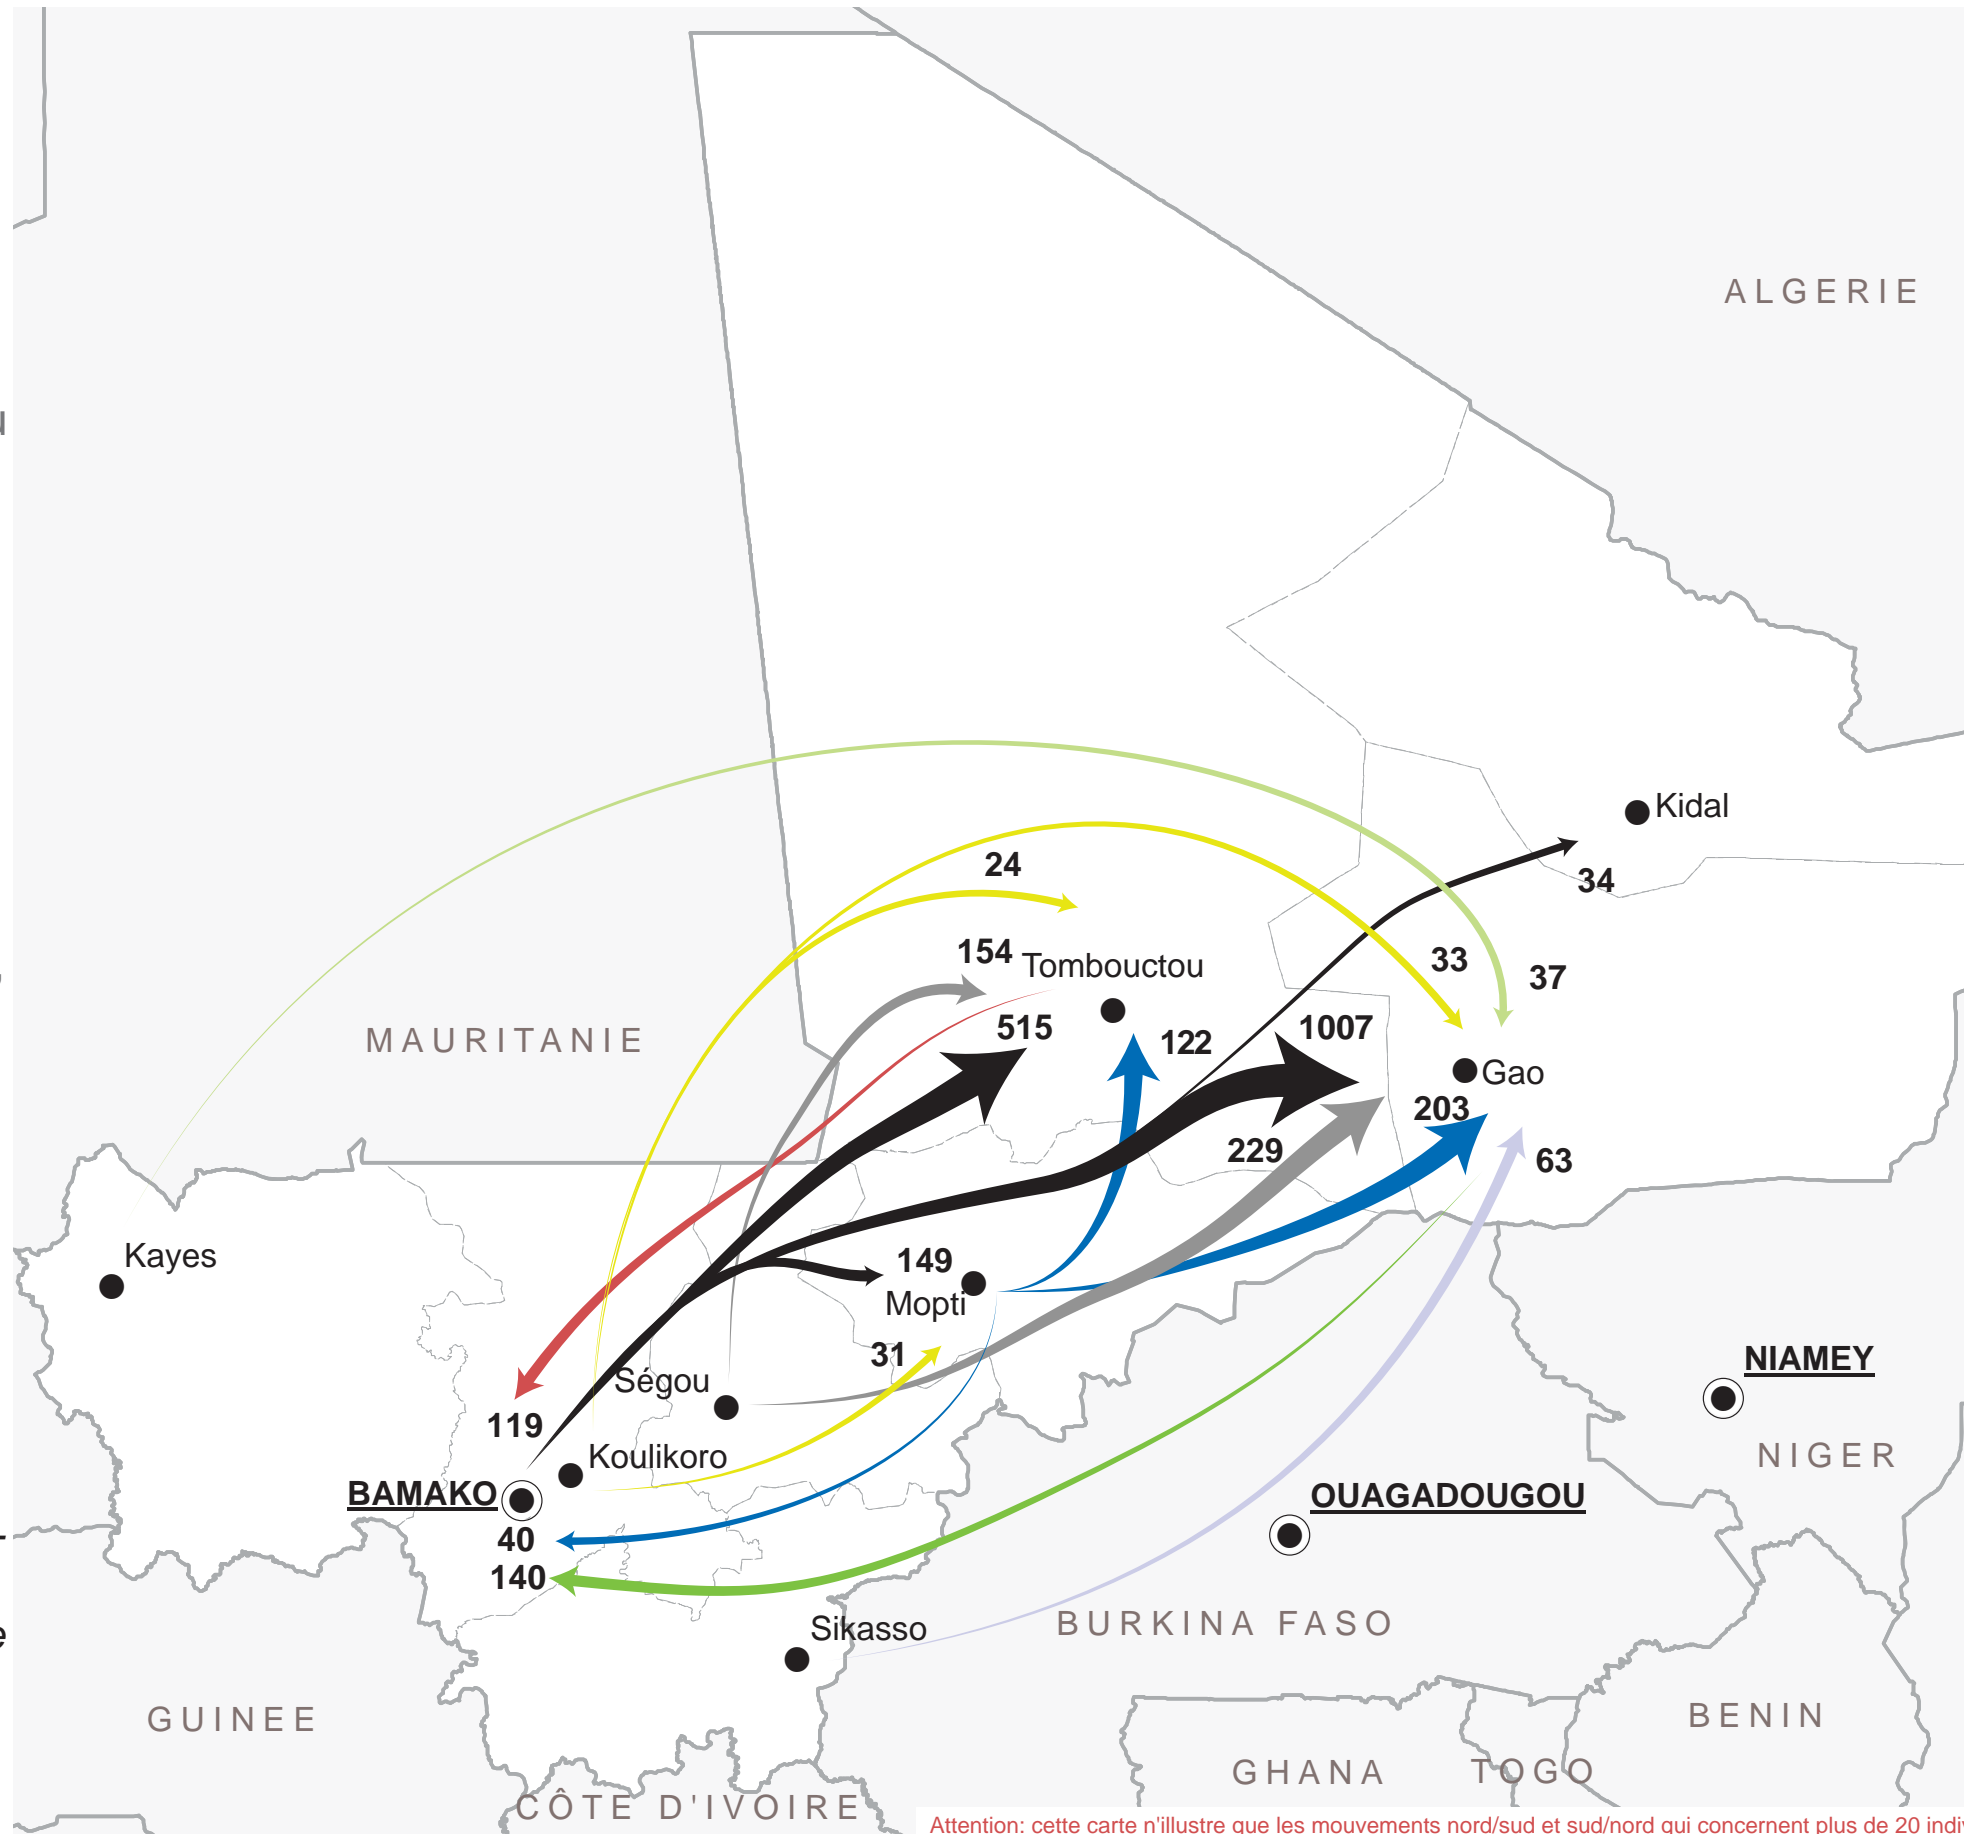 ALGERIE
Kidal
24
34
154
Tombouctou
33
37
MAURITANIE
515
122
1007
Gao
203
229
63
Kayes
149
Mopti
31
NIAMEY
Ségou
119
Koulikoro
NIGER
BAMAKO
OUAGADOUGOU
40
140
BURKINA FASO
Sikasso
GUINEE
BENIN
GHANA
TOGO
CÔTE D'IVOIRE
Attention: cette carte n'illustre que les mouvements nord/sud et sud/nord qui concernent plus de 20 indiv